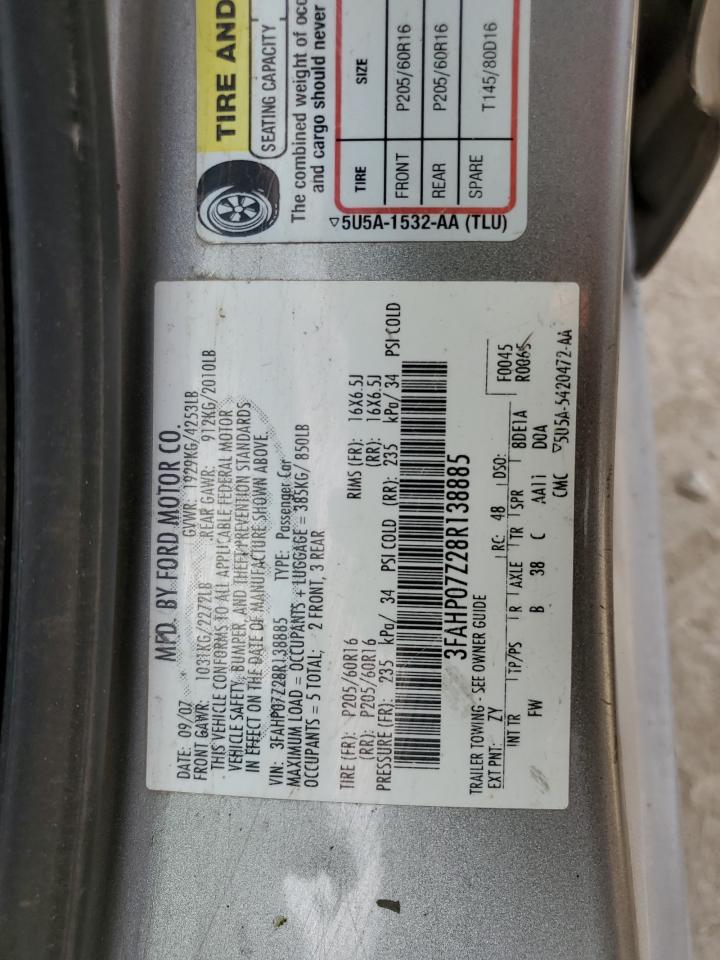 TIRE AND
SEATING CAPACITY
The combined weight of occ
and cargo should never
TIRE SIZE
FRONT P205/60R16
REAR P205/60R16
SPARE T145/80D16
▽5U5A-1532-AA (TLU)
MFD. BY FORD MOTOR CO.
DATE: 09/07 GVWR: 1929KG/4253LB
FRONT GAWR: 1031KG/2272LB REAR GAWR: 912KG/2010LB
THIS VEHICLE CONFORMS TO ALL APPLICABLE FEDERAL MOTOR
VEHICLE SAFETY, BUMPER, AND THEFT PREVENTION STANDARDS
IN EFFECT ON THE DATE OF MANUFACTURE SHOWN ABOVE.
VIN: 3FAHP07Z28R138885 TYPE: Passenger Car
MAXIMUM LOAD = OCCUPANTS + LUGGAGE = 385KG/ 850LB
OCCUPANTS = 5 TOTAL; 2 FRONT, 3 REAR
TIRE (FR): P205/60R16 RIMS (FR): 16X6.5J
(RR): P205/60R16 (RR): 16X6.5J
PRESSURE (FR): 235 kPa/ 34 PSI COLD (RR): 235 kPa/ 34 PSI COLD
3FAHP07Z28R138885
TRAILER TOWING - SEE OWNER GUIDE F0045
EXT PNT: ZY RC: 48 DSO: R0065
INT TR TP/PS R AXLE TR SPR 8DE1A
FW B 38 C AA11 D0A
CMC ▽5U5A-5420472-AA